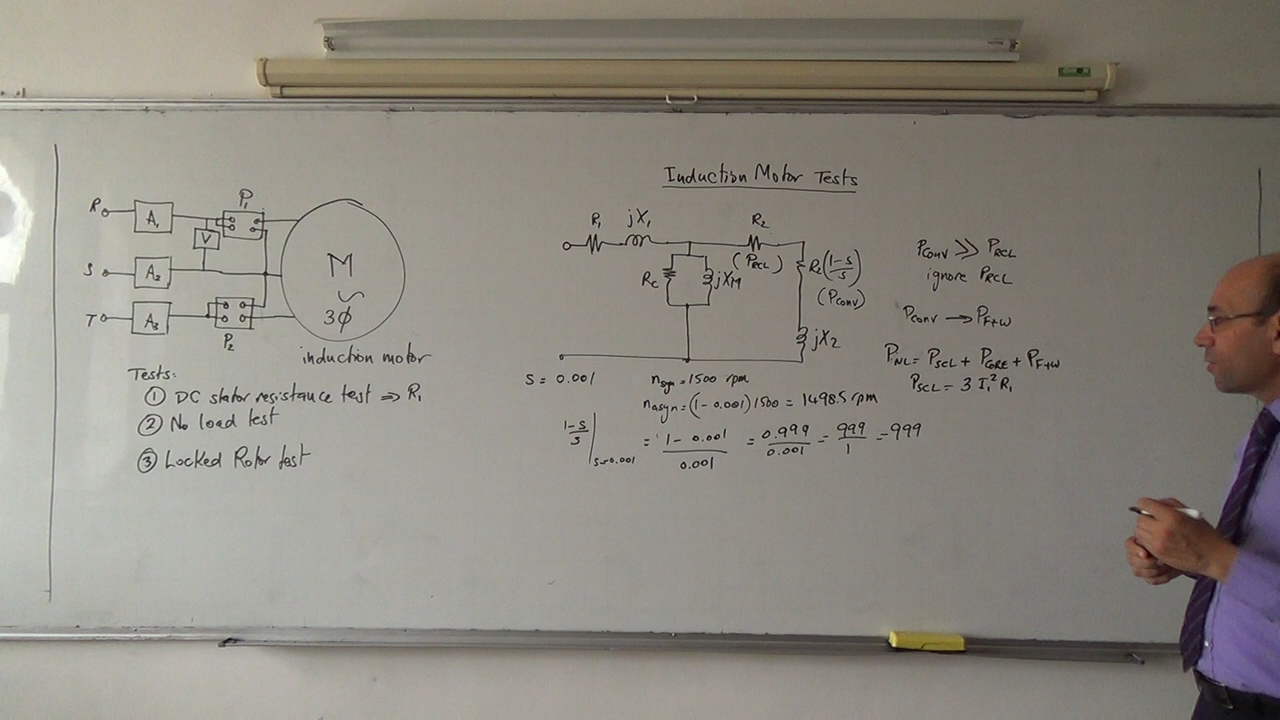 Induction Motor Tests
R
A₁
P₁
V
S
A₂
M
3ϕ
T
A₃
P₂
induction motor
Tests:
① DC stator resistance test ⇒ R₁
② No load test
③ Locked Rotor test
R₁
jX₁
R₂
(PRCL)
RC
jXM
R₂(1-s/s)
(Pconv)
jX₂
S = 0.001
nsyn = 1500 rpm
nasyn = (1 - 0.001) 1500 = 1498.5 rpm
1-s/s |s=0.001 = 1 - 0.001/0.001 = 0.999/0.001 = 999/1 = 999
Pconv ≫ PRCL
ignore PRCL
Pconv → PF+W
PNL = PSCL + PCORE + PF+W
PSCL = 3 I₁² R₁